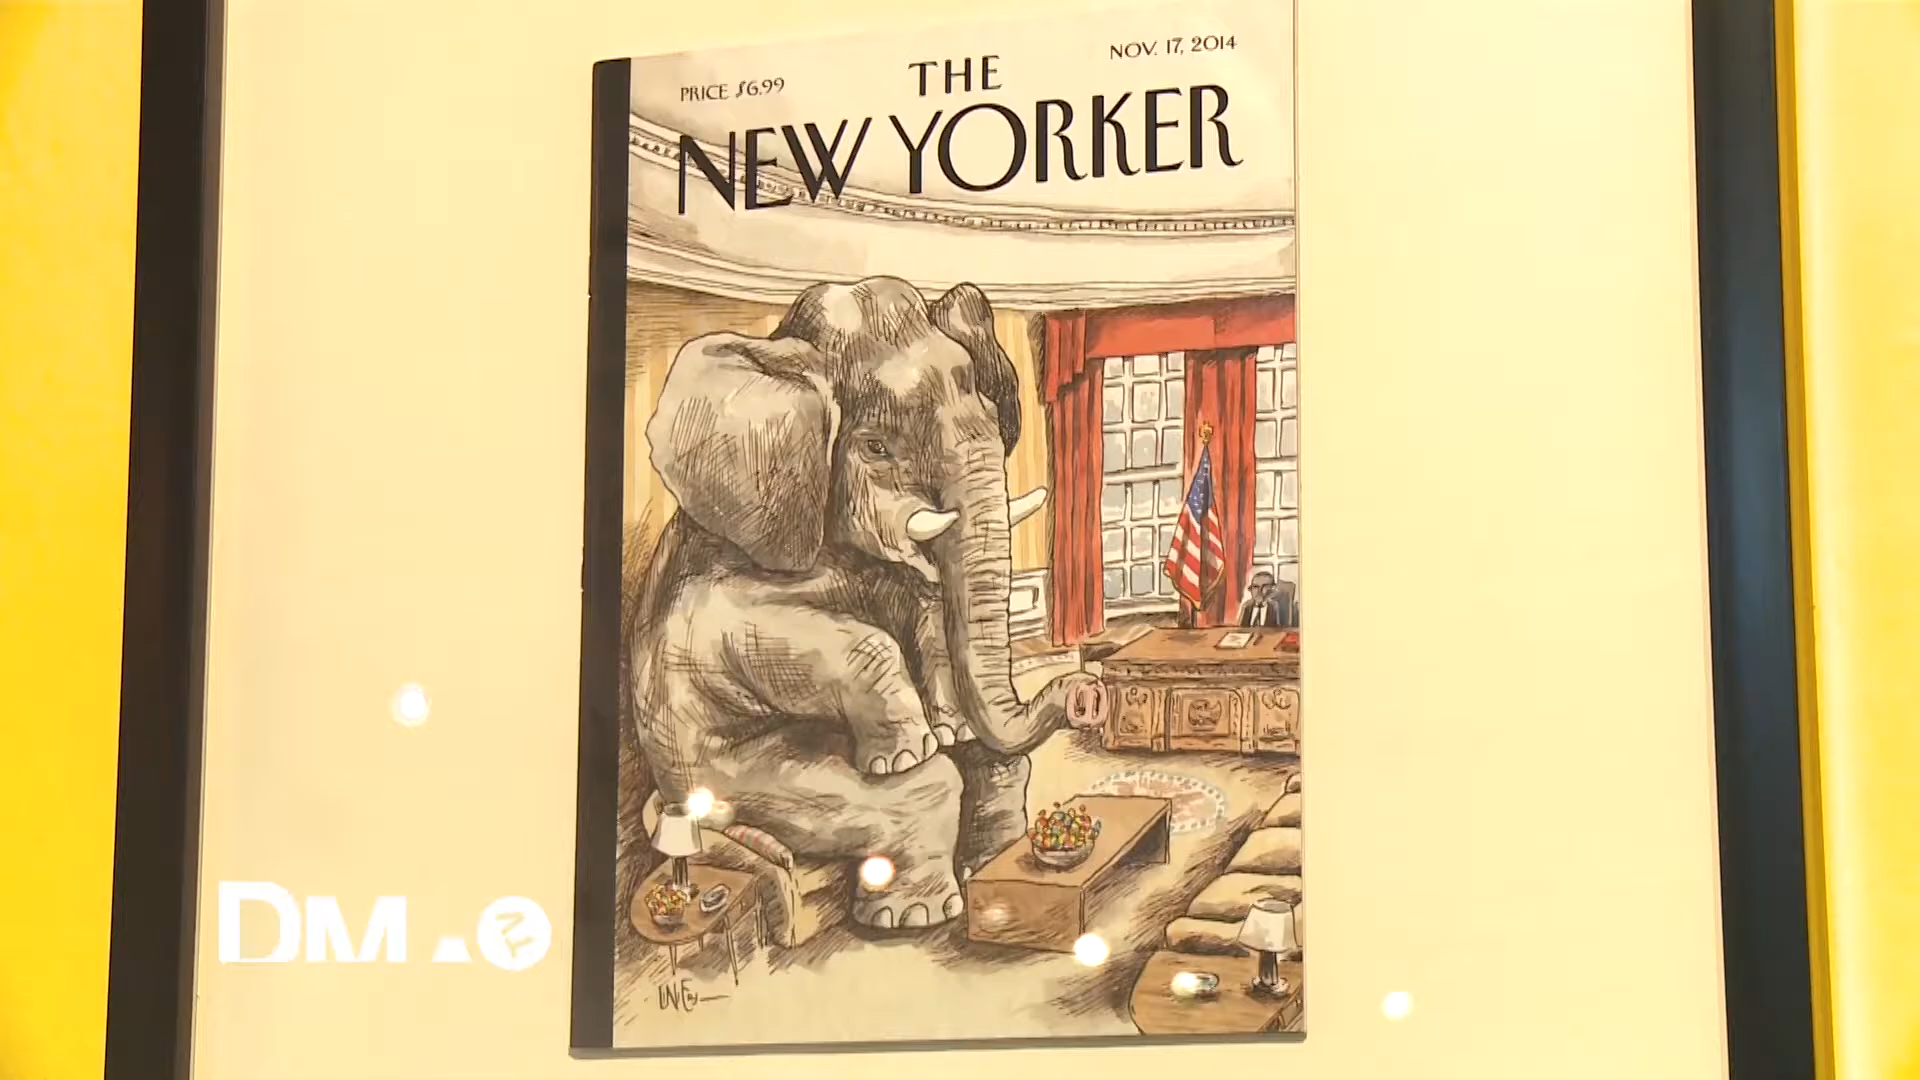 NOV. 17, 2014
PRICE $6.99
THE
NEW YORKER
DM